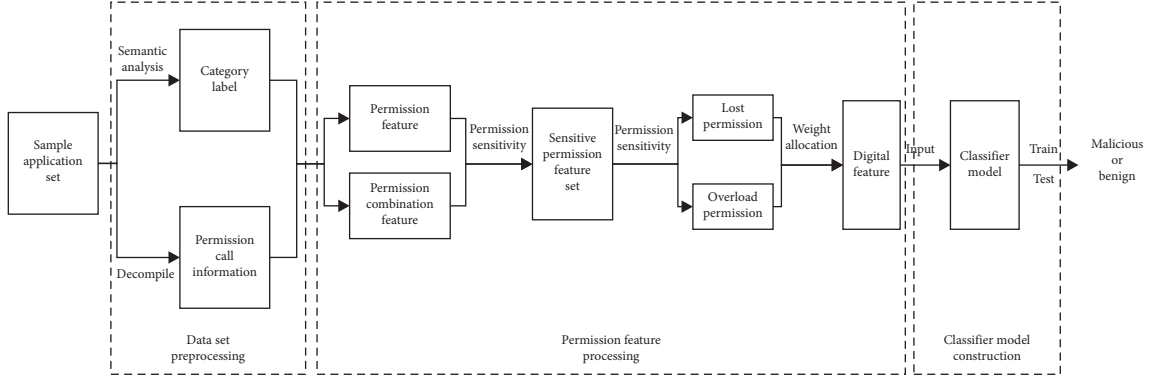 Sample
application
set
Semantic
analysis
Decompile
Category
label
Permission
call
information
Data set
preprocessing
Permission
feature
Permission
combination
feature
Permission
sensitivity
Sensitive
permission
feature
set
Permission
sensitivity
Lost
permission
Overload
permission
Weight
allocation
Digital
feature
Permission feature
processing
Input
Classifier
model
Train
Test
Classifier model
construction
Malicious
or
benign